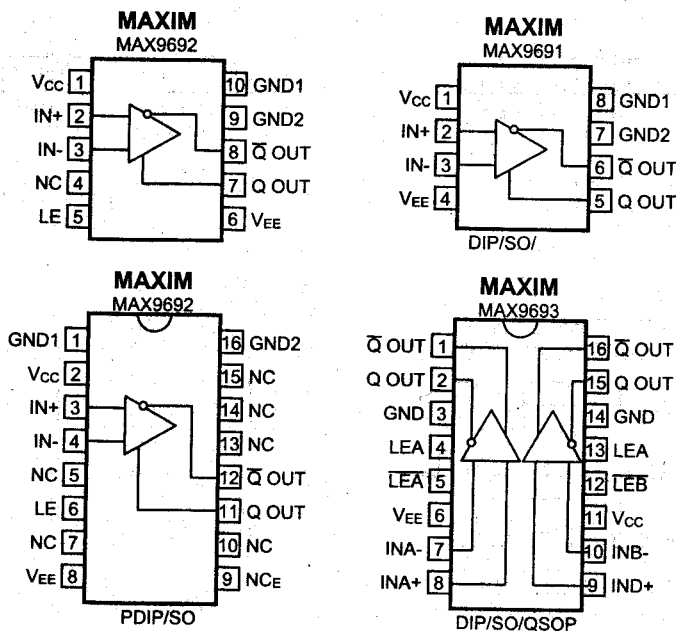 MAXIM
MAX9692
VCC 1
IN+ 2
IN- 3
NC 4
LE 5
10 GND1
9 GND2
8 Q̅ OUT
7 Q OUT
6 VEE
MAXIM
MAX9691
VCC 1
IN+ 2
IN- 3
VEE 4
8 GND1
7 GND2
6 Q̅ OUT
5 Q OUT
DIP/SO/
MAXIM
MAX9692
GND1 1
VCC 2
IN+ 3
IN- 4
NC 5
LE 6
NC 7
VEE 8
16 GND2
15 NC
14 NC
13 NC
12 Q̅ OUT
11 Q OUT
10 NC
9 NCE
PDIP/SO
MAXIM
MAX9693
Q̅ OUT 1
Q OUT 2
GND 3
LEA 4
L̅E̅A̅ 5
VEE 6
INA- 7
INA+ 8
16 Q̅ OUT
15 Q OUT
14 GND
13 LEA
12 L̅E̅B̅
11 VCC
10 INB-
9 IND+
DIP/SO/QSOP